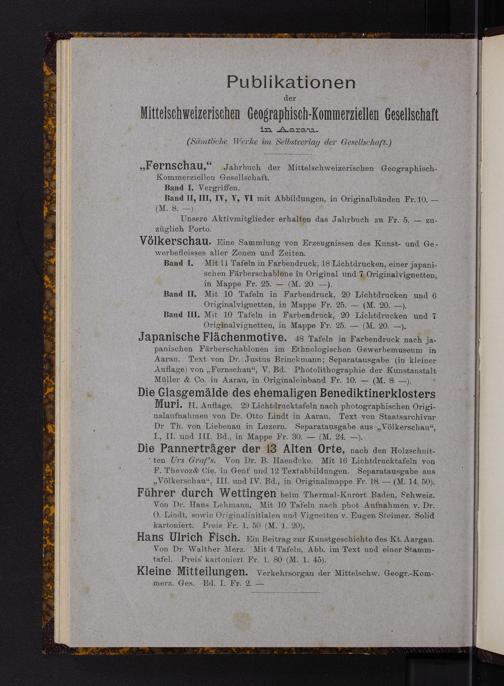 Publikationen
der
Mittelschweizerischen Geographisch-Kommerziellen Gesellschaft
in Aarau.
(Sämtliche Werke im Selbstverlag der Gesellschaft.)
„Fernschau,“ Jahrbuch der Mittelschweizerischen Geographisch-
Kommerziellen Gesellschaft.
Band I. Vergriffen.
Band II, III, IV, V, VI mit Abbildungen, in Originalbänden Fr. 10. —
(M. 8. —)
Unsere Aktivmitglieder erhalten das Jahrbuch zu Fr. 5. — zu-
züglich Porto.
Völkerschau. Eine Sammlung von Erzeugnissen des Kunst- und Ge-
werbefleisses aller Zonen und Zeiten.
Band I. Mit 11 Tafeln in Farbendruck, 18 Lichtdrucken, einer japani-
schen Färberschablone in Original und 7 Originalvignetten,
in Mappe Fr. 25. — (M. 20. —).
Band II. Mit 10 Tafeln in Farbendruck, 20 Lichtdrucken und 6
Originalvignetten, in Mappe Fr. 25. — (M. 20. —).
Band III. Mit 10 Tafeln in Farbendruck, 20 Lichtdrucken und 7
Originalvignetten, in Mappe Fr. 25. — (M. 20. —).
Japanische Flächenmotive. 48 Tafeln in Farbendruck nach ja-
panischen Färberschablonen im Ethnologischen Gewerbemuseum in
Aarau. Text von Dr. Justus Brinckmann; Separatausgabe (in kleiner
Auflage) von „Fernschau“, V. Bd. Photolithographie der Kunstanstalt
Müller & Co. in Aarau, in Originaleinband Fr. 10. — (M. 8. —).
Die Glasgemälde des ehemaligen Benediktinerklosters
Muri. II. Auflage. 29 Lichtdrucktafeln nach photographischen Origi-
nalaufnahmen von Dr. Otto Lindt in Aarau. Text von Staatsarchivar
Dr. Th. von Liebenau in Luzern. Separatausgabe aus „Völkerschau“,
I., II. und III. Bd., in Mappe Fr. 30. — (M. 24. —).
Die Pannerträger der 13 Alten Orte, nach den Holzschnit-
ten Urs Graf's. Von Dr. B. Haendcke. Mit 16 Lichtdrucktafeln von
F. Thevoz & Cie. in Genf und 12 Textabbildungen. Separatausgabe aus
„Völkerschau“, III. und IV. Bd., in Originalmappe Fr. 18. — (M. 14. 50).
Führer durch Wettingen beim Thermal-Kurort Baden, Schweiz.
Von Dr. Hans Lehmann. Mit 10 Tafeln nach phot Aufnahmen v. Dr.
O. Lindt, sowie Originalinitialen und Vignetten v. Eugen Steimer. Solid
kartoniert. Preis Fr. 1. 50 (M. 1. 20).
Hans Ulrich Fisch. Ein Beitrag zur Kunstgeschichte des Kt. Aargau.
Von Dr. Walther Merz. Mit 4 Tafeln, Abb. im Text und einer Stamm-
tafel. Preis kartoniert Fr. 1. 80 (M. 1. 45).
Kleine Mitteilungen. Verkehrsorgan der Mittelschw. Geogr.-Kom-
merz. Ges. Bd. I. Fr. 2. —